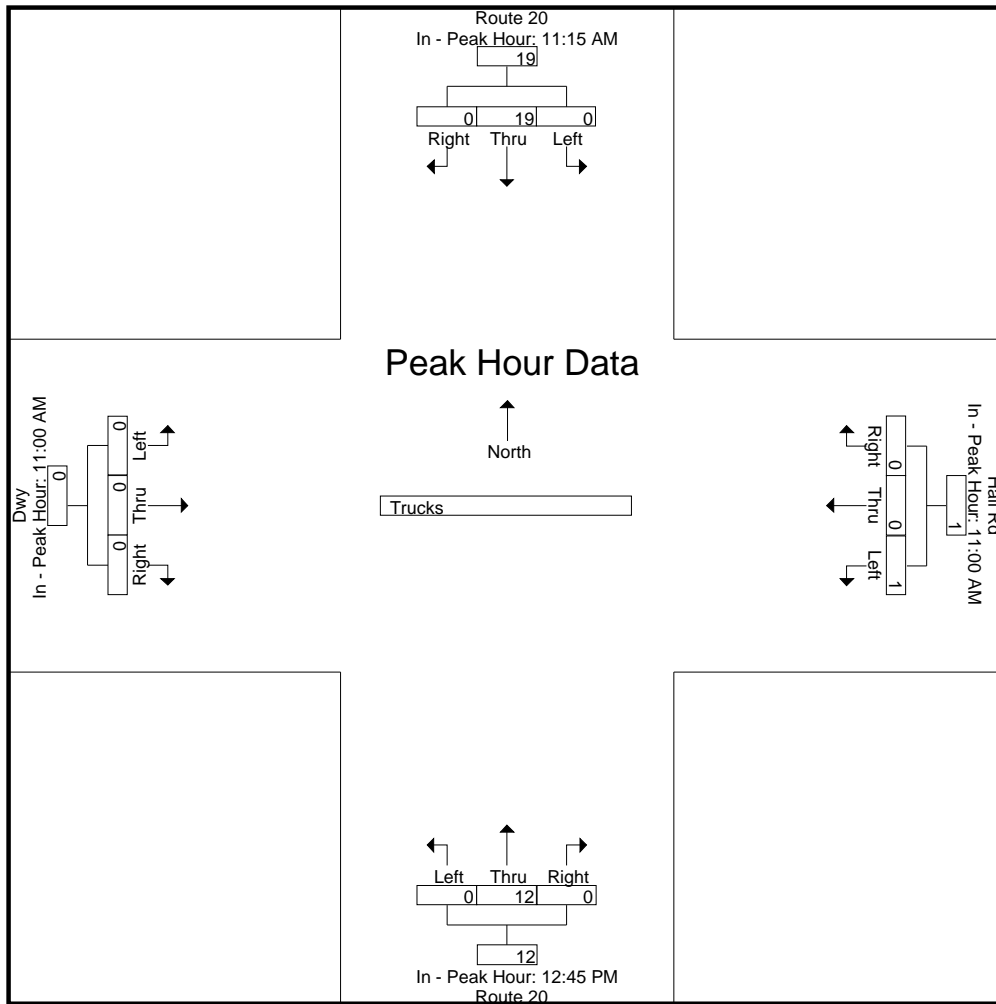 Route 20
In - Peak Hour: 11:15 AM
19
0 19 0
Right Thru Left
Peak Hour Data
North
Trucks
Dwy
In - Peak Hour: 11:00 AM
0
0 0 0
Left Thru Right
Hall Rd
In - Peak Hour: 11:00 AM
1
0 0 1
Right Thru Left
Left Thru Right
0 12 0
12
In - Peak Hour: 12:45 PM
Route 20